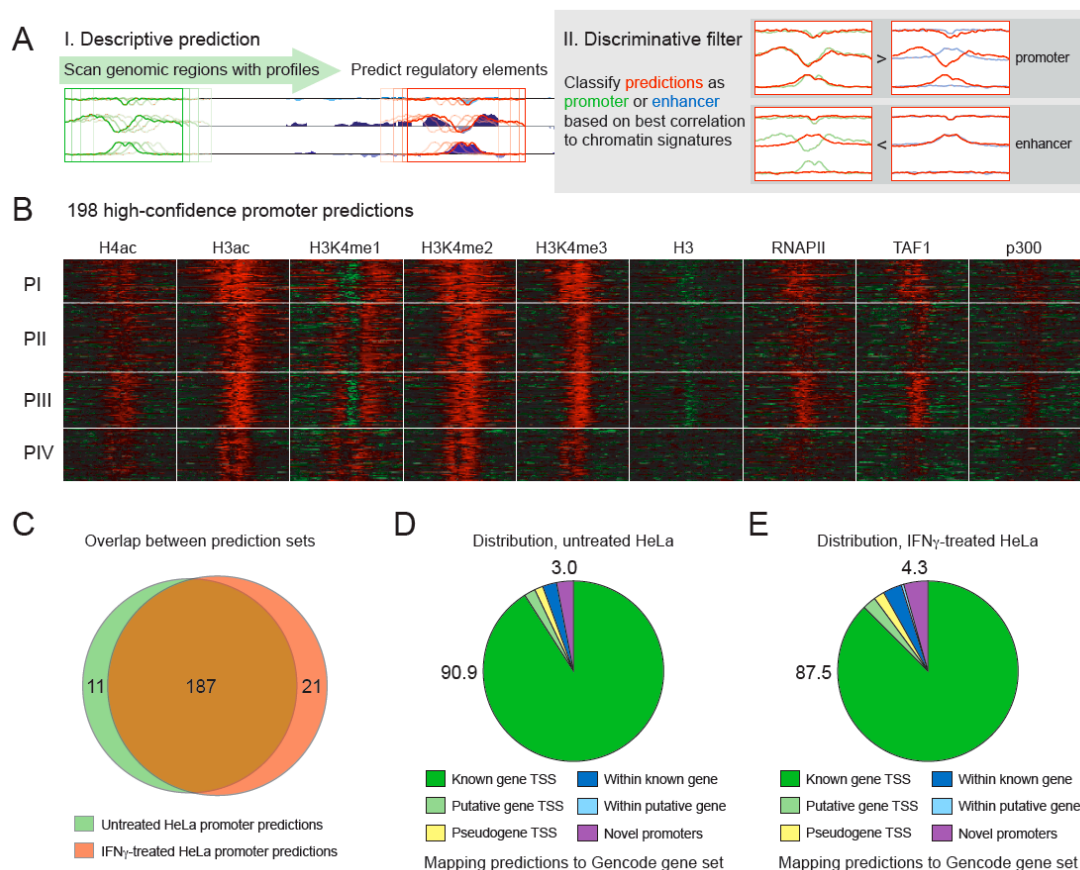 A
I. Descriptive prediction
Scan genomic regions with profiles
Predict regulatory elements
II. Discriminative filter
Classify predictions as
promoter or enhancer
based on best correlation
to chromatin signatures
>
promoter
<
enhancer
B
198 high-confidence promoter predictions
H4ac H3ac H3K4me1 H3K4me2 H3K4me3 H3 RNAPII TAF1 p300
PI
PII
PIII
PIV
C
Overlap between prediction sets
11 187 21
Untreated HeLa promoter predictions
IFNγ-treated HeLa promoter predictions
D
Distribution, untreated HeLa
3.0
90.9
Known gene TSS Within known gene
Putative gene TSS Within putative gene
Pseudogene TSS Novel promoters
Mapping predictions to Gencode gene set
E
Distribution, IFNγ-treated HeLa
4.3
87.5
Known gene TSS Within known gene
Putative gene TSS Within putative gene
Pseudogene TSS Novel promoters
Mapping predictions to Gencode gene set